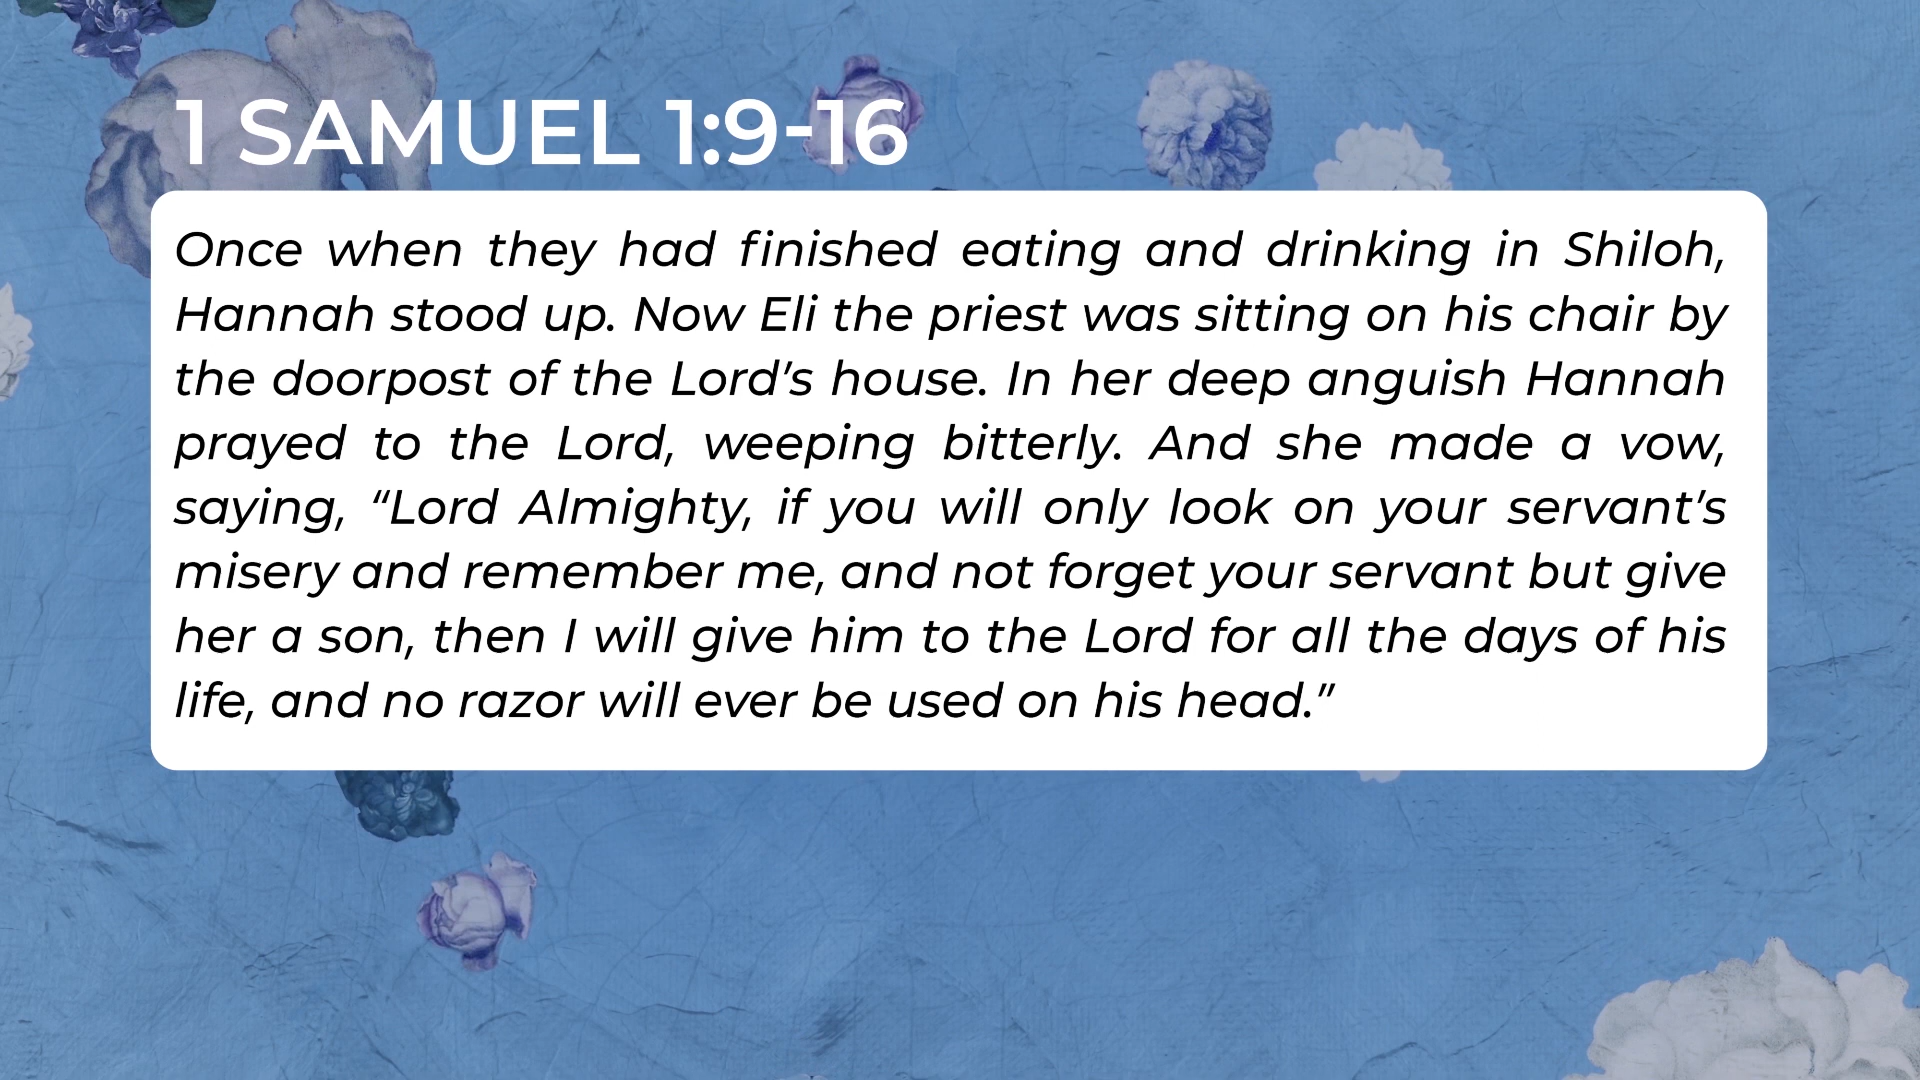 1 SAMUEL 1:9-16
Once when they had finished eating and drinking in Shiloh,
Hannah stood up. Now Eli the priest was sitting on his chair by
the doorpost of the Lord’s house. In her deep anguish Hannah
prayed to the Lord, weeping bitterly. And she made a vow,
saying, “Lord Almighty, if you will only look on your servant’s
misery and remember me, and not forget your servant but give
her a son, then I will give him to the Lord for all the days of his
life, and no razor will ever be used on his head.”